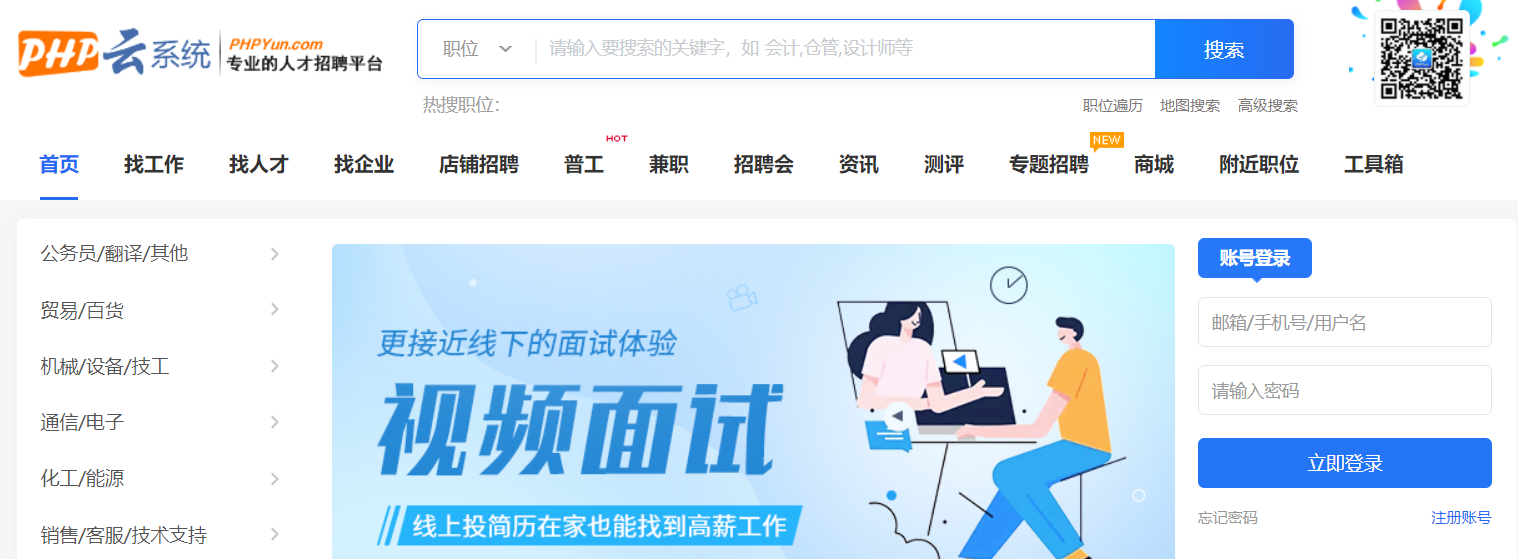 PHP云系统
PHPYun.com
专业的人才招聘平台
职位
请输入要搜索的关键字，如 会计,仓管,设计师等
搜索
热搜职位：
职位遍历 地图搜索 高级搜索
HOT
NEW
首页 找工作 找人才 找企业 店铺招聘 普工 兼职 招聘会 资讯 测评 专题招聘 商城 附近职位 工具箱
公务员/翻译/其他
贸易/百货
机械/设备/技工
通信/电子
化工/能源
销售/客服/技术支持
更接近线下的面试体验
视频面试
线上投简历在家也能找到高薪工作
账号登录
邮箱/手机号/用户名
请输入密码
立即登录
忘记密码 注册账号